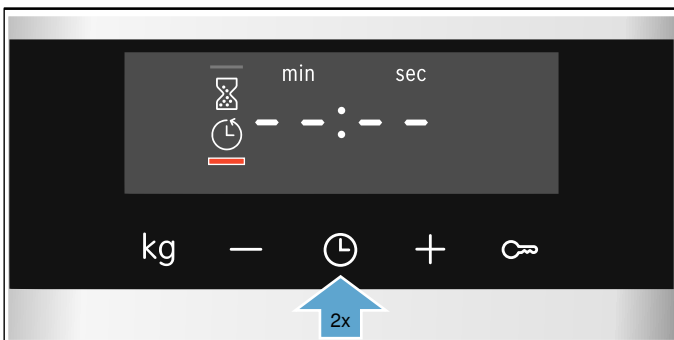 min sec
- -:- -
kg
2x